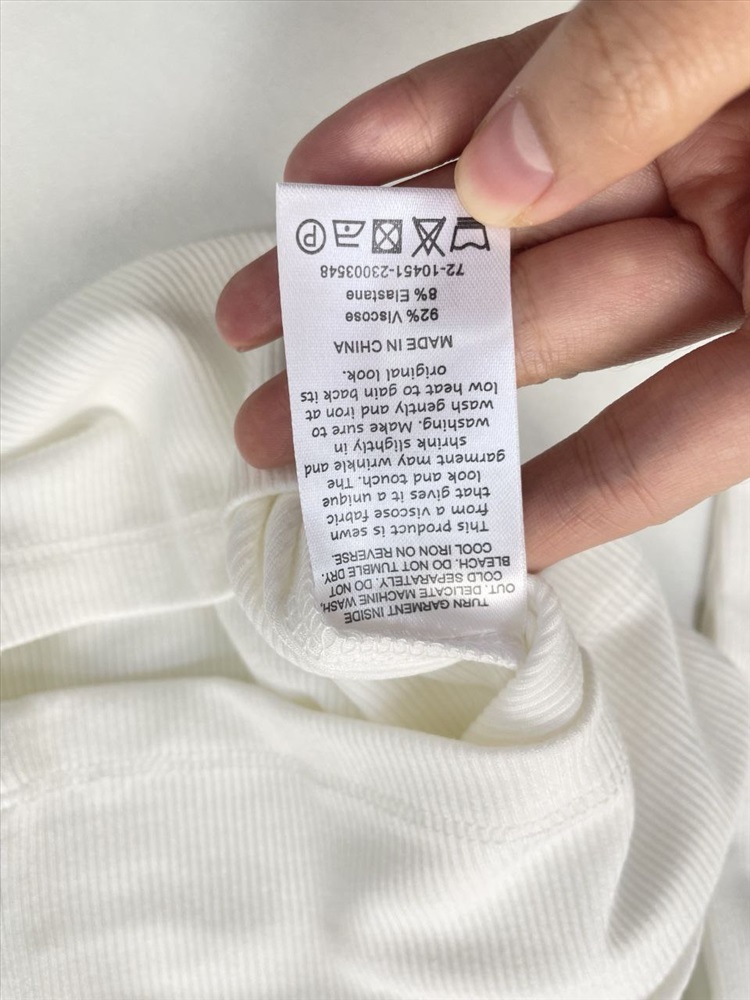 TURN GARMENT INSIDE
OUT. DELICATE MACHINE WASH,
COLD SEPARATELY. DO NOT
BLEACH. DO NOT TUMBLE DRY.
COOL IRON ON REVERSE.
This product is sewn
from a viscose fabric
that gives it a unique
look and touch. The
garment may wrinkle and
shrink slightly in
washing. Make sure to
wash gently and iron at
low heat to gain back its
original look.
MADE IN CHINA
92% Viscose
8% Elastane
72-10451-23003548
P